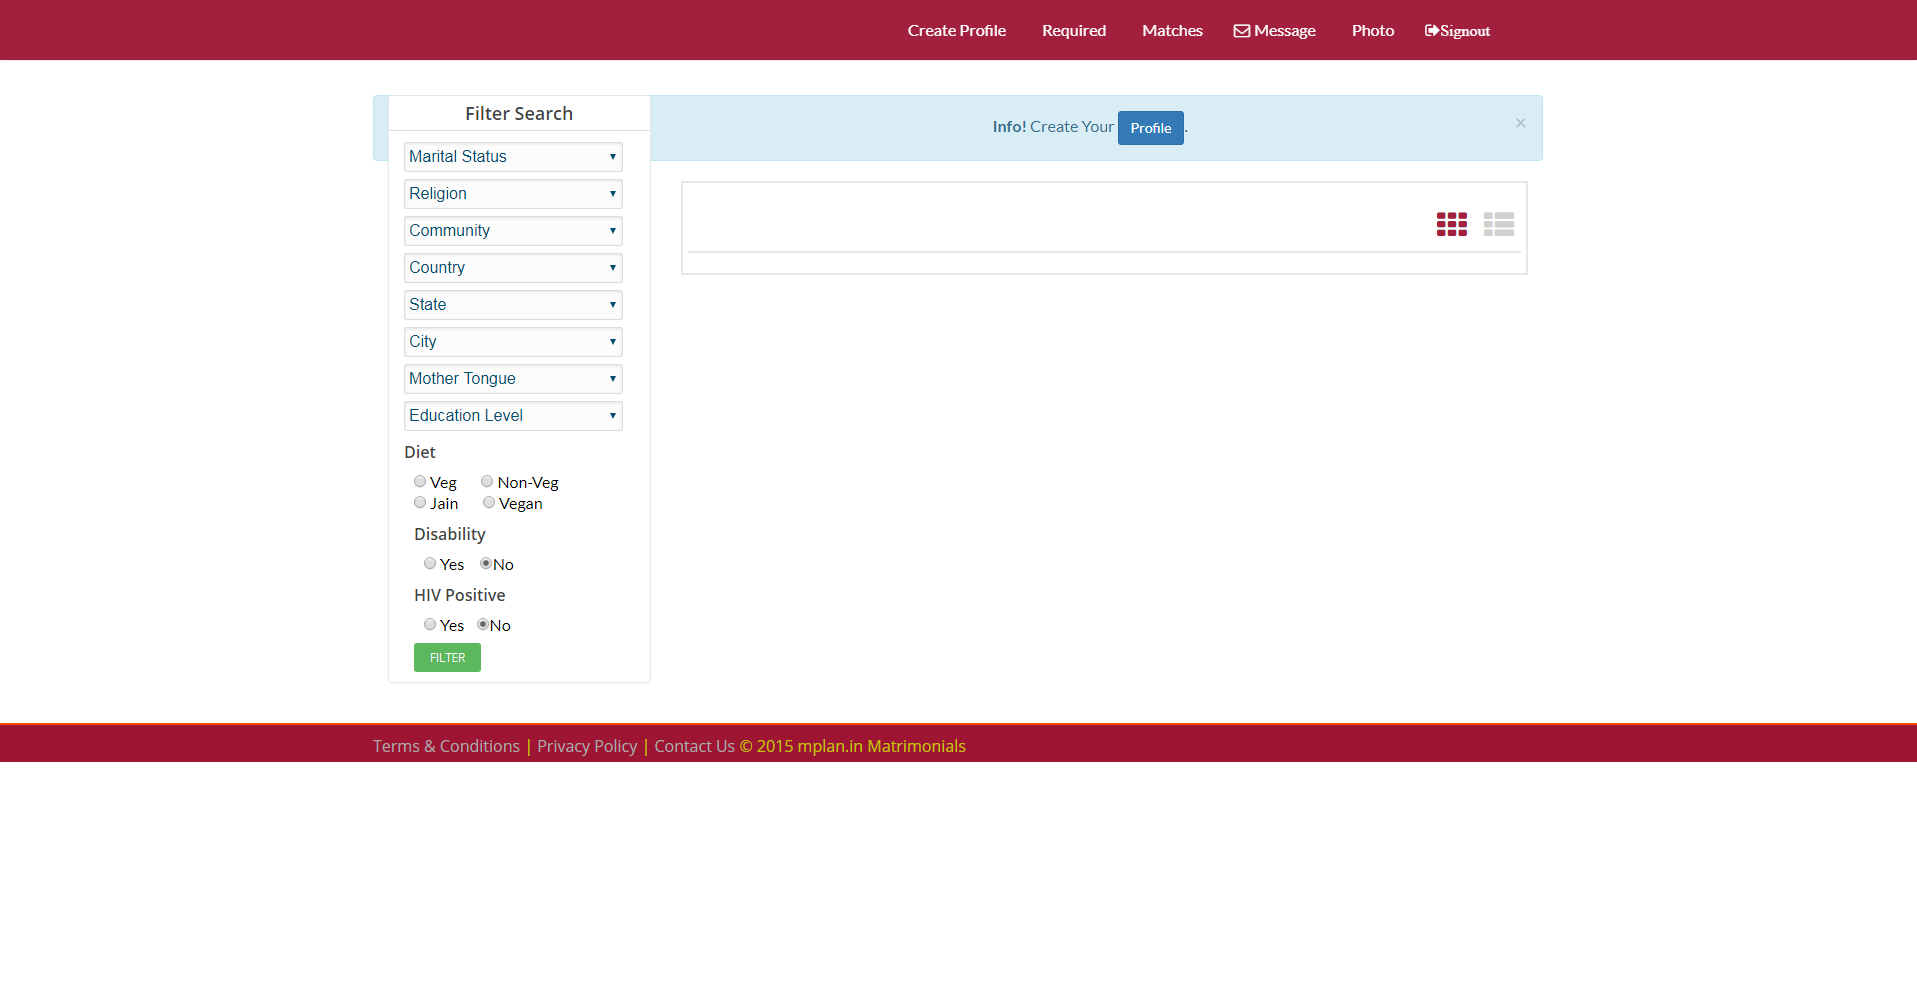 Create Profile Required Matches Message Photo Signout
Filter Search
Info! Create Your Profile . ×
Marital Status
Religion
Community
Country
State
City
Mother Tongue
Education Level
Diet
Veg Non-Veg
Jain Vegan
Disability
Yes No
HIV Positive
Yes No
FILTER
Terms & Conditions | Privacy Policy | Contact Us © 2015 mplan.in Matrimonials